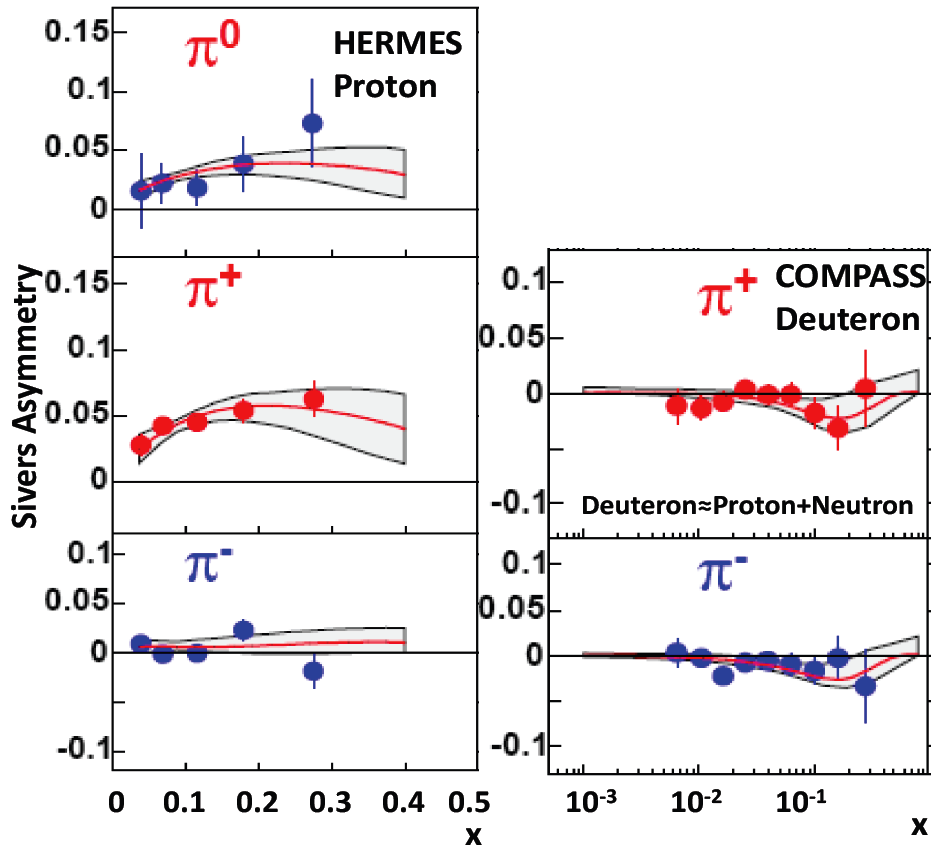 0.15
π⁰
HERMES
Proton
0.1
0.05
0
Sivers Asymmetry
0.15
π⁺
0.1
0.05
0
0.1
π⁻
0.05
0
-0.1
0 0.1 0.2 0.3 0.4 0.5
x
0.1
π⁺
COMPASS
Deuteron
0.05
0
-0.1
Deuteron≈Proton+Neutron
0.1
π⁻
0.05
0
-0.1
10⁻³ 10⁻² 10⁻¹
x